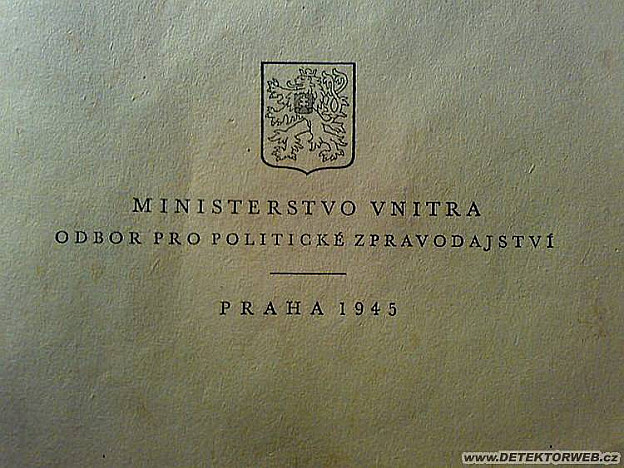 MINISTERSTVO VNITRA
ODBOR PRO POLITICKÉ ZPRAVODAJSTVÍ
PRAHA 1945
www.DETEKTORWEB.cz